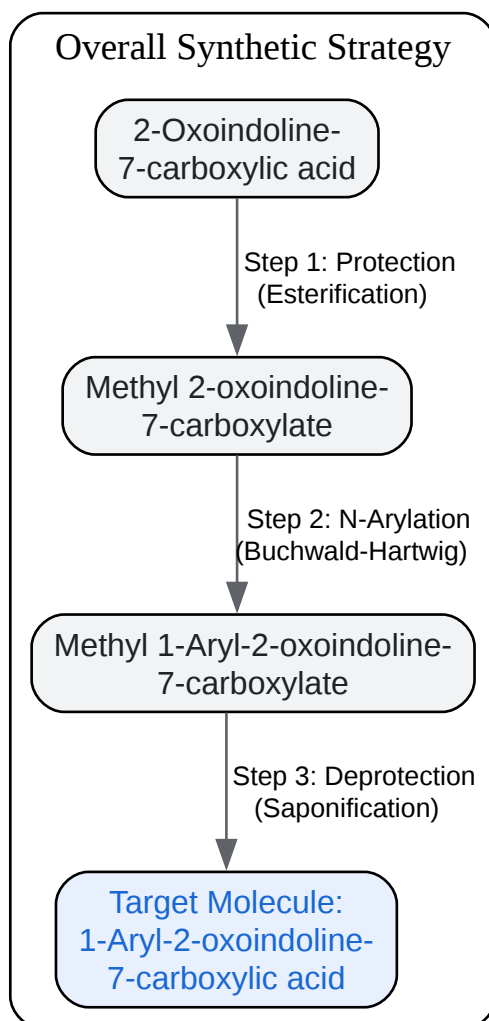 Overall Synthetic Strategy
2-Oxoindoline-
7-carboxylic acid
Step 1: Protection
(Esterification)
Methyl 2-oxoindoline-
7-carboxylate
Step 2: N-Arylation
(Buchwald-Hartwig)
Methyl 1-Aryl-2-oxoindoline-
7-carboxylate
Step 3: Deprotection
(Saponification)
Target Molecule:
1-Aryl-2-oxoindoline-
7-carboxylic acid